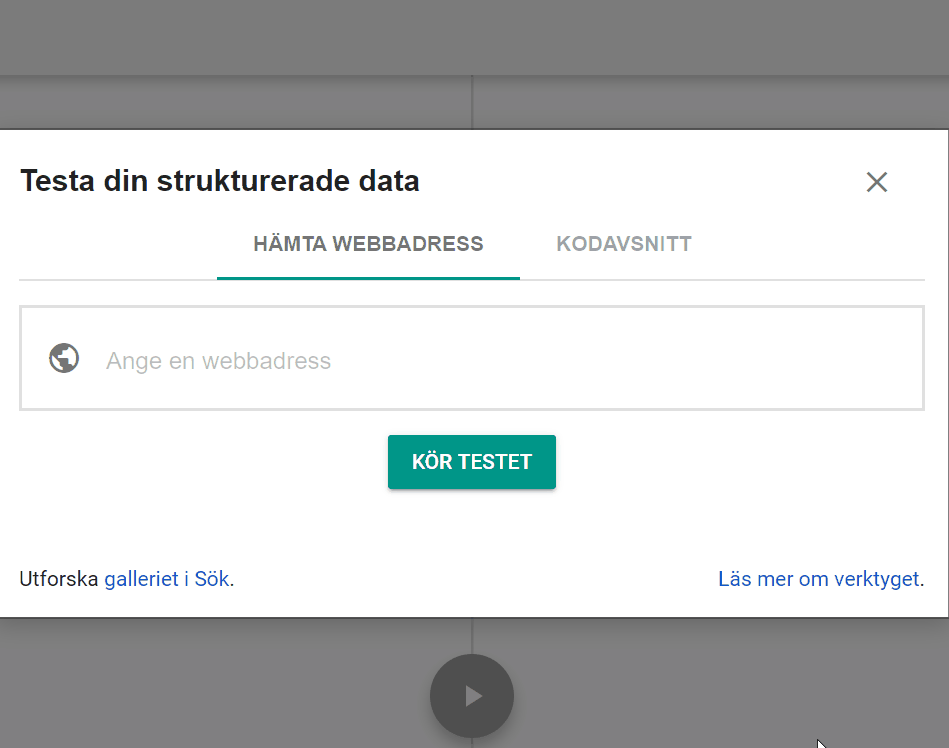 Testa din strukturerade data
HÄMTA WEBBADRESS KODAVSNITT
Ange en webbadress
KÖR TESTET
Utforska galleriet i Sök. Läs mer om verktyget.